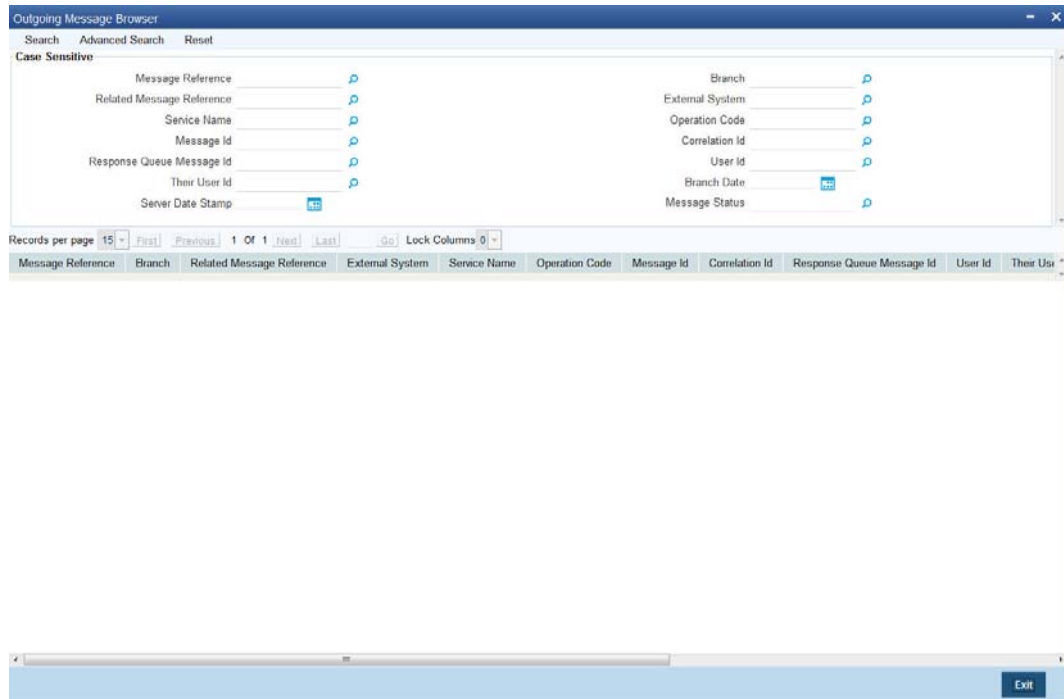 Outgoing Message Browser
Search Advanced Search Reset
Case Sensitive
Message Reference Branch
Related Message Reference External System
Service Name Operation Code
Message Id Correlation Id
Response Queue Message Id User Id
Their User Id Branch Date
Server Date Stamp Message Status
Records per page 15 First Previous 1 Of 1 Next Last Go Lock Columns 0
Message Reference Branch Related Message Reference External System Service Name Operation Code Message Id Correlation Id Response Queue Message Id User Id Their Use
Exit